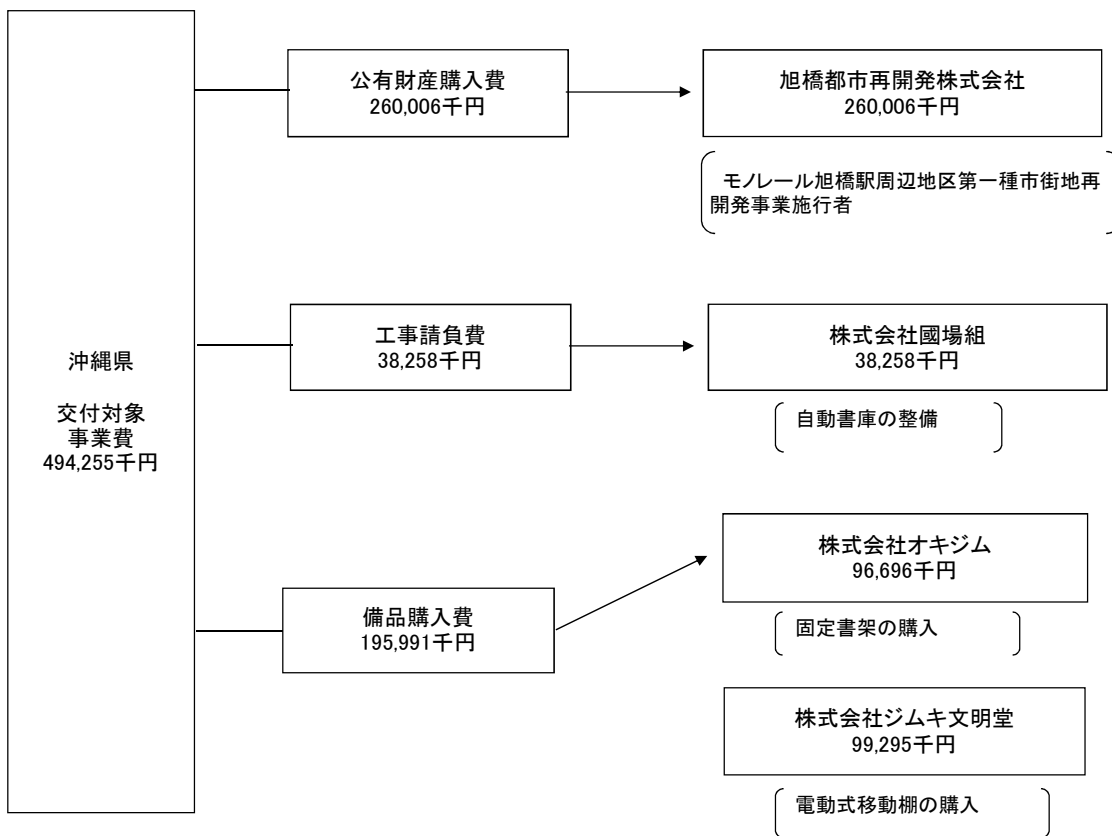 沖縄県
交付対象
事業費
494,255千円
公有財産購入費
260,006千円
旭橋都市再開発株式会社
260,006千円
モノレール旭橋駅周辺地区第一種市街地再
開発事業施行者
工事請負費
38,258千円
株式会社國場組
38,258千円
自動書庫の整備
備品購入費
195,991千円
株式会社オキジム
96,696千円
固定書架の購入
株式会社ジムキ文明堂
99,295千円
電動式移動棚の購入